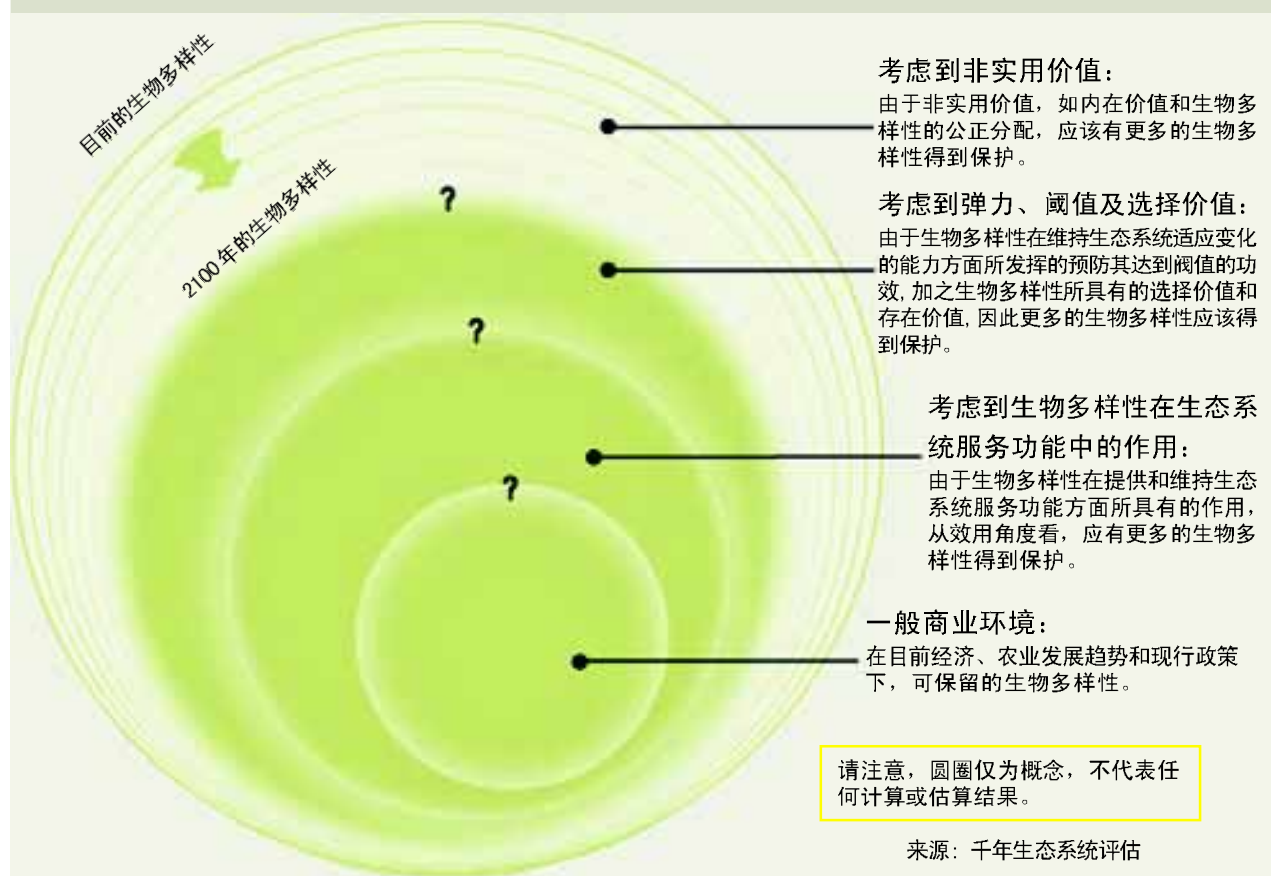 目前的生物多样性
2100年的生物多样性
?
?
?
考虑到非实用价值：
由于非实用价值，如内在价值和生物多
样性的公正分配，应该有更多的生物多
样性得到保护。
考虑到弹力、阈值及选择价值：
由于生物多样性在维持生态系统适应变化
的能力方面所发挥的预防其达到阀值的功
效,加之生物多样性所具有的选择价值和
存在价值,因此更多的生物多样性应该得
到保护。
考虑到生物多样性在生态系
统服务功能中的作用：
由于生物多样性在提供和维持生态
系统服务功能方面所具有的作用，
从效用角度看，应有更多的生物多
样性得到保护。
一般商业环境：
在目前经济、农业发展趋势和现行政策
下，可保留的生物多样性。
请注意，圆圈仅为概念，不代表任
何计算或估算结果。
来源：千年生态系统评估